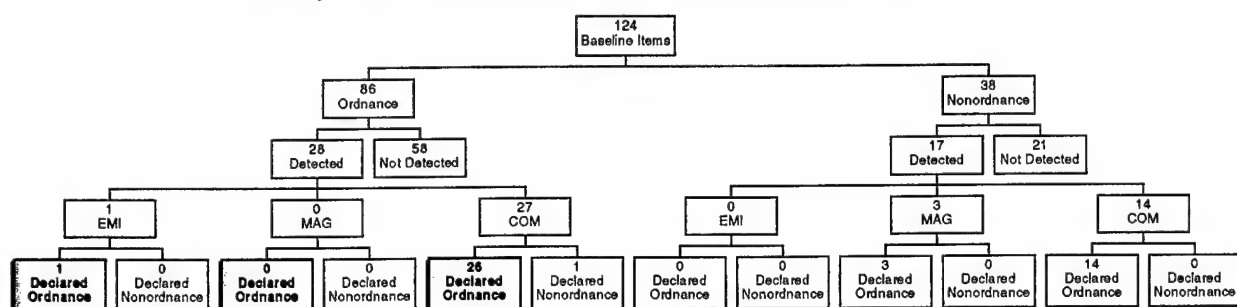 124
Baseline Items
86
Ordnance
38
Nonordnance
28
Detected
58
Not Detected
17
Detected
21
Not Detected
1
EMI
0
MAG
27
COM
0
EMI
3
MAG
14
COM
1
Declared
Ordnance
0
Declared
Nonordnance
0
Declared
Ordnance
0
Declared
Nonordnance
26
Declared
Ordnance
1
Declared
Nonordnance
0
Declared
Ordnance
0
Declared
Nonordnance
3
Declared
Ordnance
0
Declared
Nonordnance
14
Declared
Ordnance
0
Declared
Nonordnance